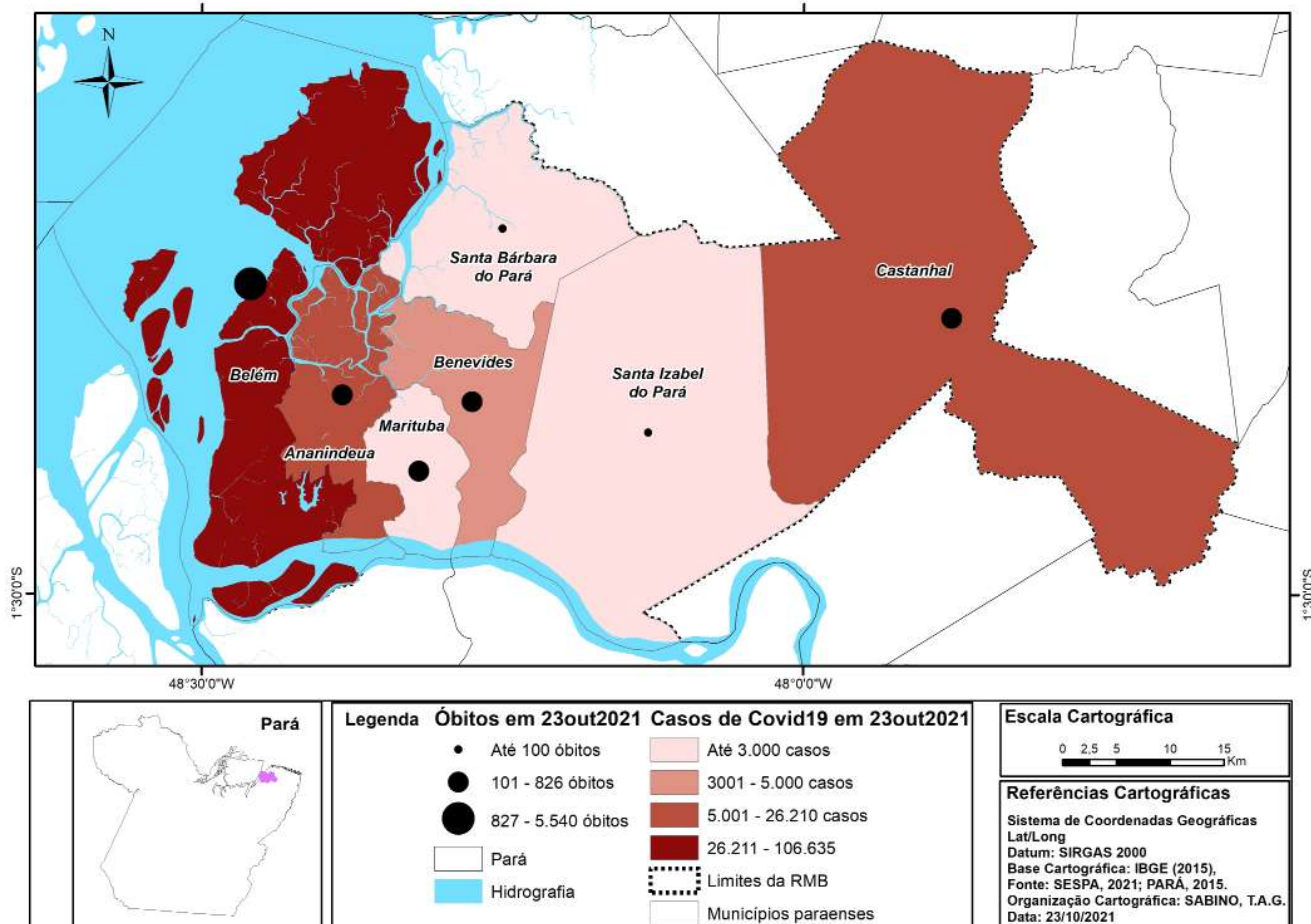 N
Santa Bárbara
do Pará
Castanhal
Belém
Benevides
Santa Izabel
do Pará
Marituba
Ananindeua
1°30'0"S
1°30'0"S
48°30'0"W
48°0'0"W
Pará
Legenda
Óbitos em 23out2021
Até 100 óbitos
101 - 826 óbitos
827 - 5.540 óbitos
Pará
Hidrografia
Casos de Covid19 em 23out2021
Até 3.000 casos
3001 - 5.000 casos
5.001 - 26.210 casos
26.211 - 106.635
Limites da RMB
Municípios paraenses
Escala Cartográfica
0 2,5 5 10 15
Km
Referências Cartográficas
Sistema de Coordenadas Geográficas
Lat/Long
Datum: SIRGAS 2000
Base Cartográfica: IBGE (2015),
Fonte: SESPA, 2021; PARÁ, 2015.
Organização Cartográfica: SABINO, T.A.G.
Data: 23/10/2021